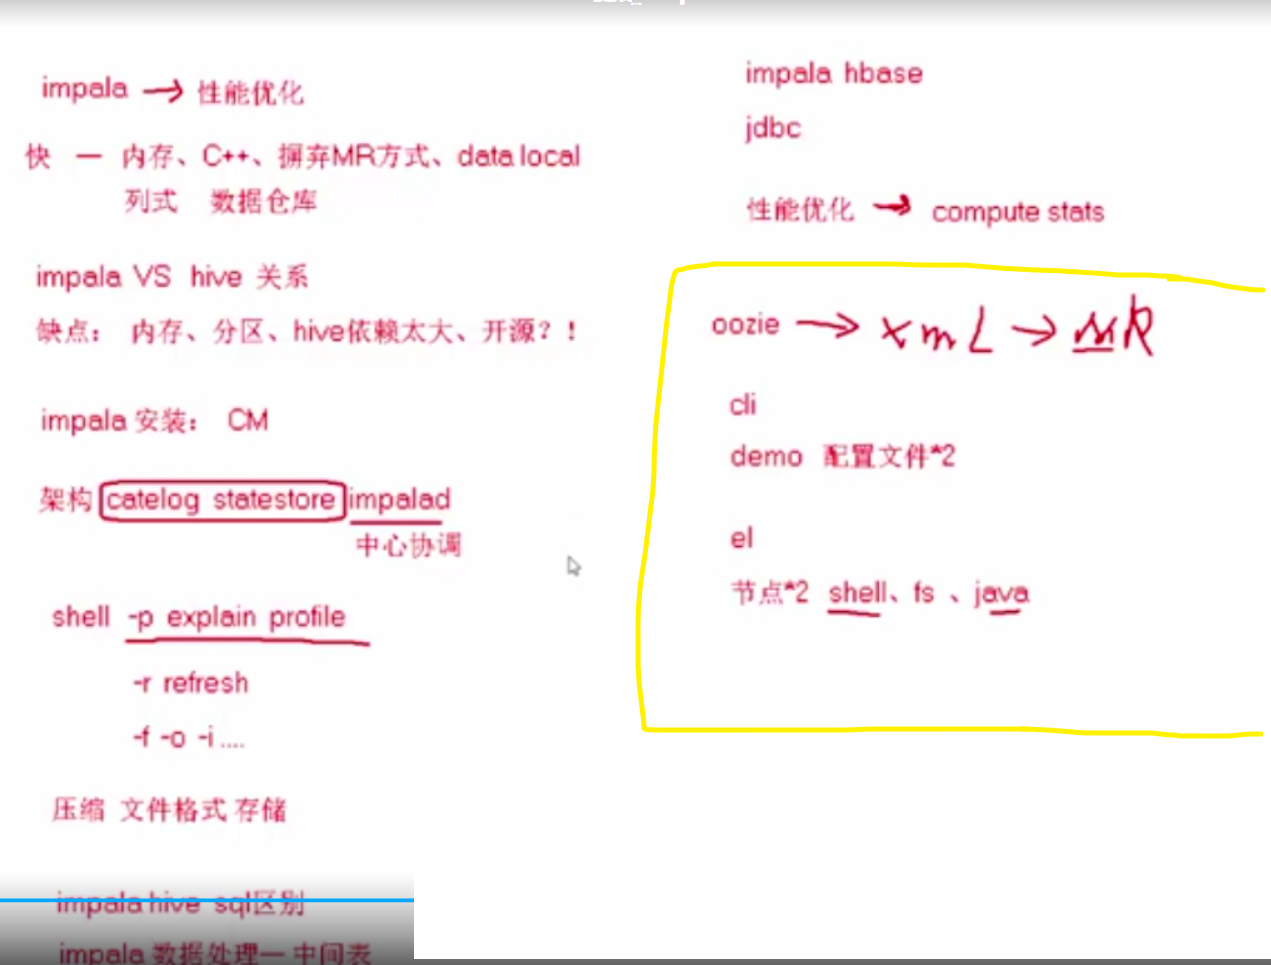 impala → 性能优化
快 一 内存、C++、摒弃MR方式、data local
列式 数据仓库
impala VS hive 关系
缺点： 内存、分区、hive依赖太大、开源？！
impala 安装： CM
架构 catelog statestore impalad
中心协调
shell -p explain profile
-r refresh
-f -o -i ....
压缩 文件格式 存储
impala hive sql区别
impala 数据处理一 中间表
impala hbase
jdbc
性能优化 → compute stats
oozie → xmL → MR
cli
demo 配置文件*2
el
节点*2 shell、fs 、java